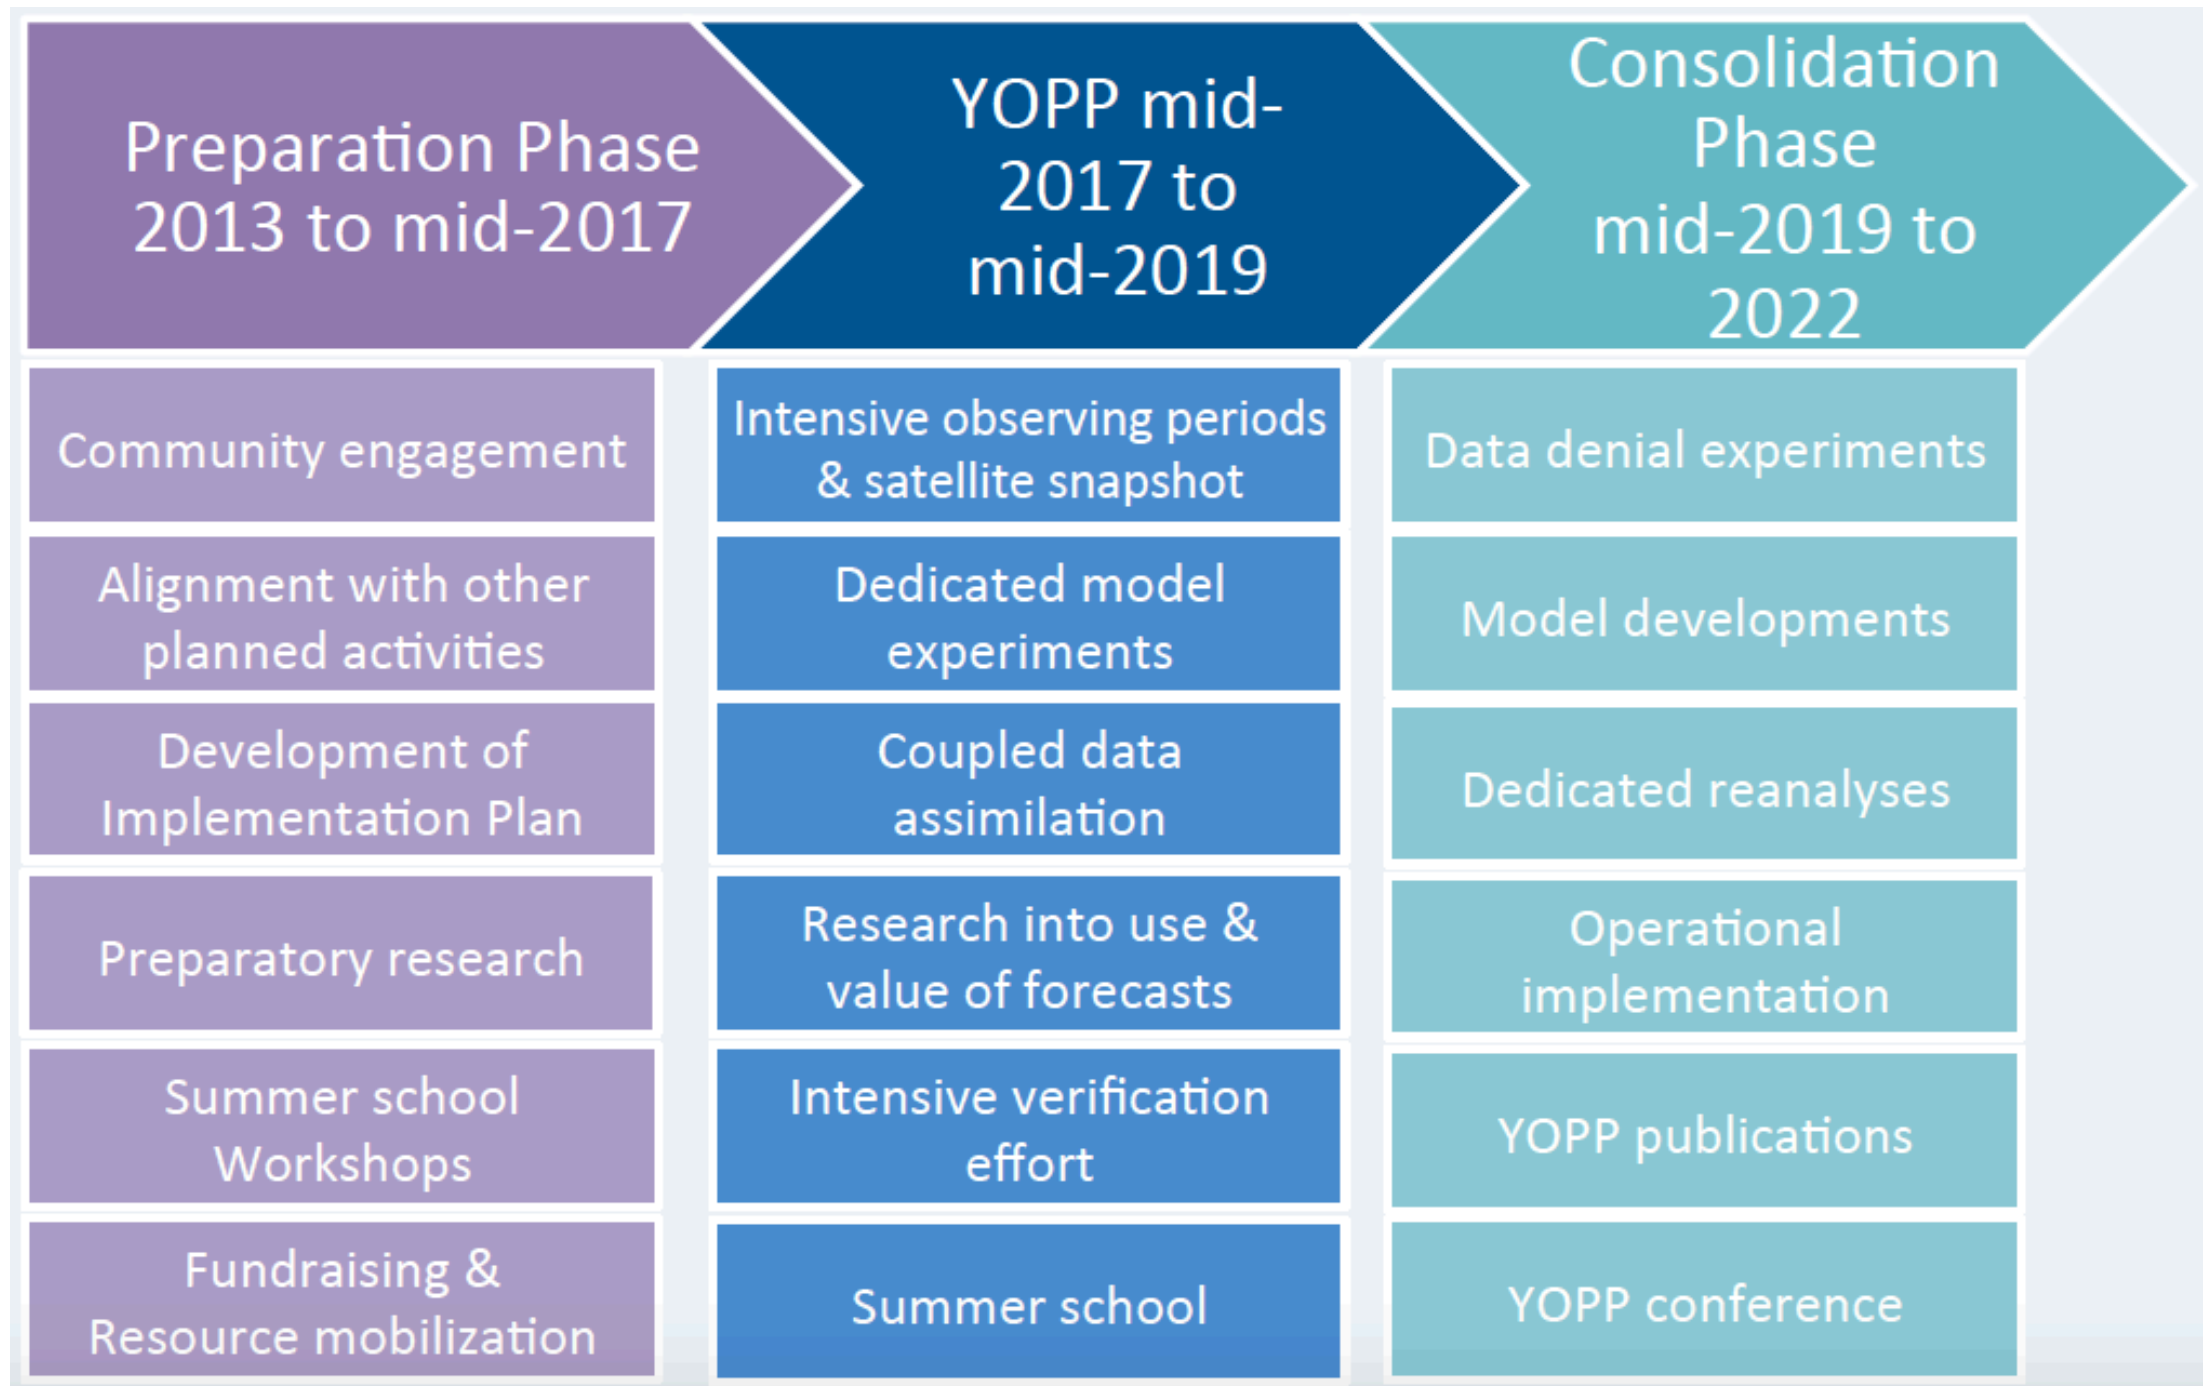 Preparation Phase
2013 to mid-2017
YOPP mid-
2017 to
mid-2019
Consolidation
Phase
mid-2019 to
2022
Community engagement
Alignment with other
planned activities
Development of
Implementation Plan
Preparatory research
Summer school
Workshops
Fundraising &
Resource mobilization
Intensive observing periods
& satellite snapshot
Dedicated model
experiments
Coupled data
assimilation
Research into use &
value of forecasts
Intensive verification
effort
Summer school
Data denial experiments
Model developments
Dedicated reanalyses
Operational
implementation
YOPP publications
YOPP conference